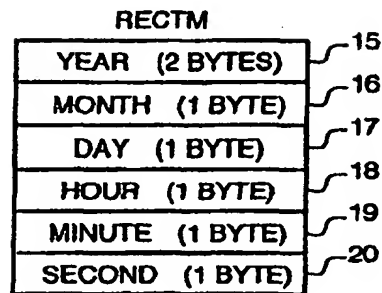 RECTM
YEAR (2 BYTES) 15
MONTH (1 BYTE) 16
DAY (1 BYTE) 17
HOUR (1 BYTE) 18
MINUTE (1 BYTE) 19
SECOND (1 BYTE) 20